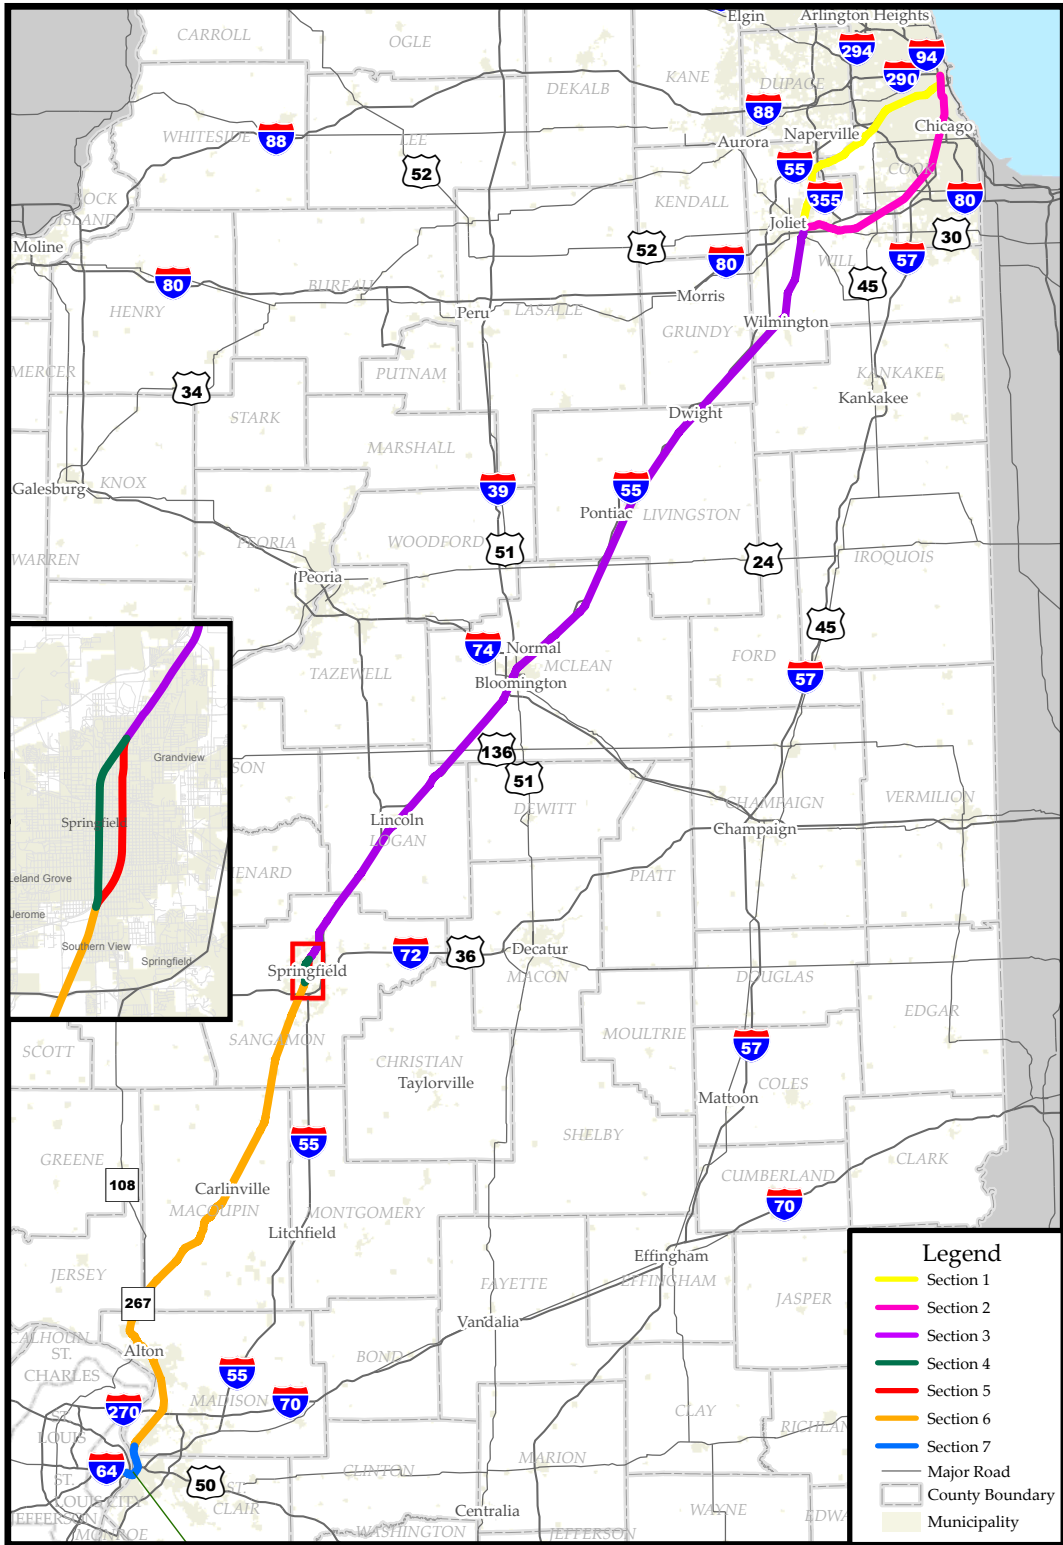 Elgin
Arlington Heights
CARROLL
OGLE
294
94
KANE
DUPAGE
290
DEKALB
88
WHITESIDE
88
LEE
Naperville
Chicago
Aurora
52
55
COOK
ROCK
ISLAND
KENDALL
355
80
Joliet
30
Moline
52
80
WILL
57
80
45
HENRY
BUREAU
Morris
Peru
LASALLE
Wilmington
GRUNDY
MERCER
PUTNAM
KANKAKEE
34
Kankakee
STARK
Dwight
MARSHALL
Galesburg
KNOX
39
55
Pontiac
LIVINGSTON
WARREN
PEORIA
WOODFORD
51
24
IROQUOIS
Peoria
45
74
Normal
MCLEAN
FORD
TAZEWELL
57
Bloomington
Grandview
136
SON
51
DEWITT
CHAMPAIGN
VERMILION
Springfield
Lincoln
LOGAN
Champaign
Leland Grove
ENARD
PIATT
Jerome
Southern View
Springfield
72
36
Decatur
Springfield
MACON
DOUGLAS
EDGAR
SANGAMON
MOULTRIE
SCOTT
57
CHRISTIAN
Taylorville
COLES
Mattoon
55
SHELBY
GREENE
108
CUMBERLAND
CLARK
Carlinville
70
MACOUPIN
MONTGOMERY
Litchfield
JERSEY
Effingham
EFFINGHAM
FAYETTE
267
JASPER
Vandalia
CALHOUN
ST.
CHARLES
Alton
BOND
55
MADISON
70
270
CLAY
ST.
LOUIS
RICHLAN
MARION
64
50
CLINTON
ST.
LOUIS CITY
ST.
CLAIR
JEFFERSON
Centralia
WAYNE
EDWA
MONROE
WASHINGTON
JEFFERSON
Legend
Section 1
Section 2
Section 3
Section 4
Section 5
Section 6
Section 7
Major Road
County Boundary
Municipality